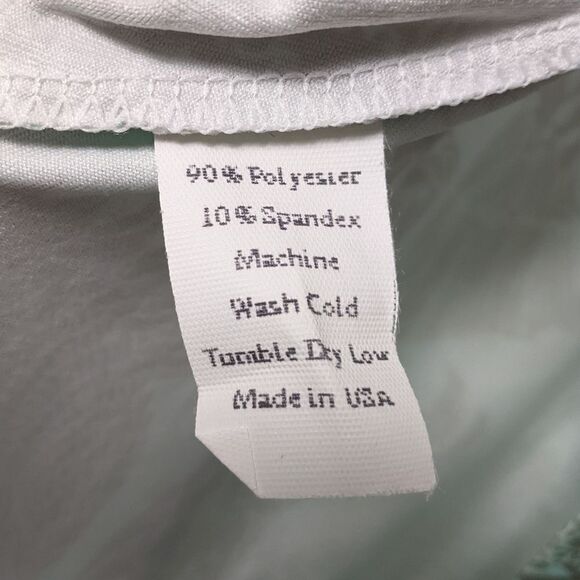 90% Polyester
10% Spandex
Machine
Wash Cold
Tumble Dry Low
Made in USA